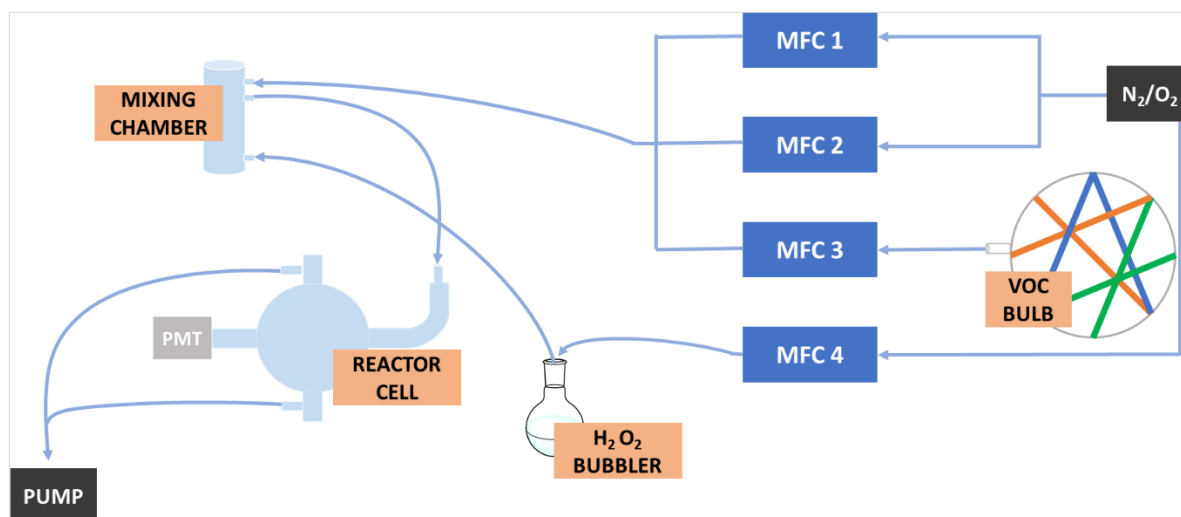 MFC 1
N₂/O₂
MIXING
CHAMBER
MFC 2
MFC 3
VOC
BULB
PMT
REACTOR
CELL
MFC 4
H₂ O₂
BUBBLER
PUMP